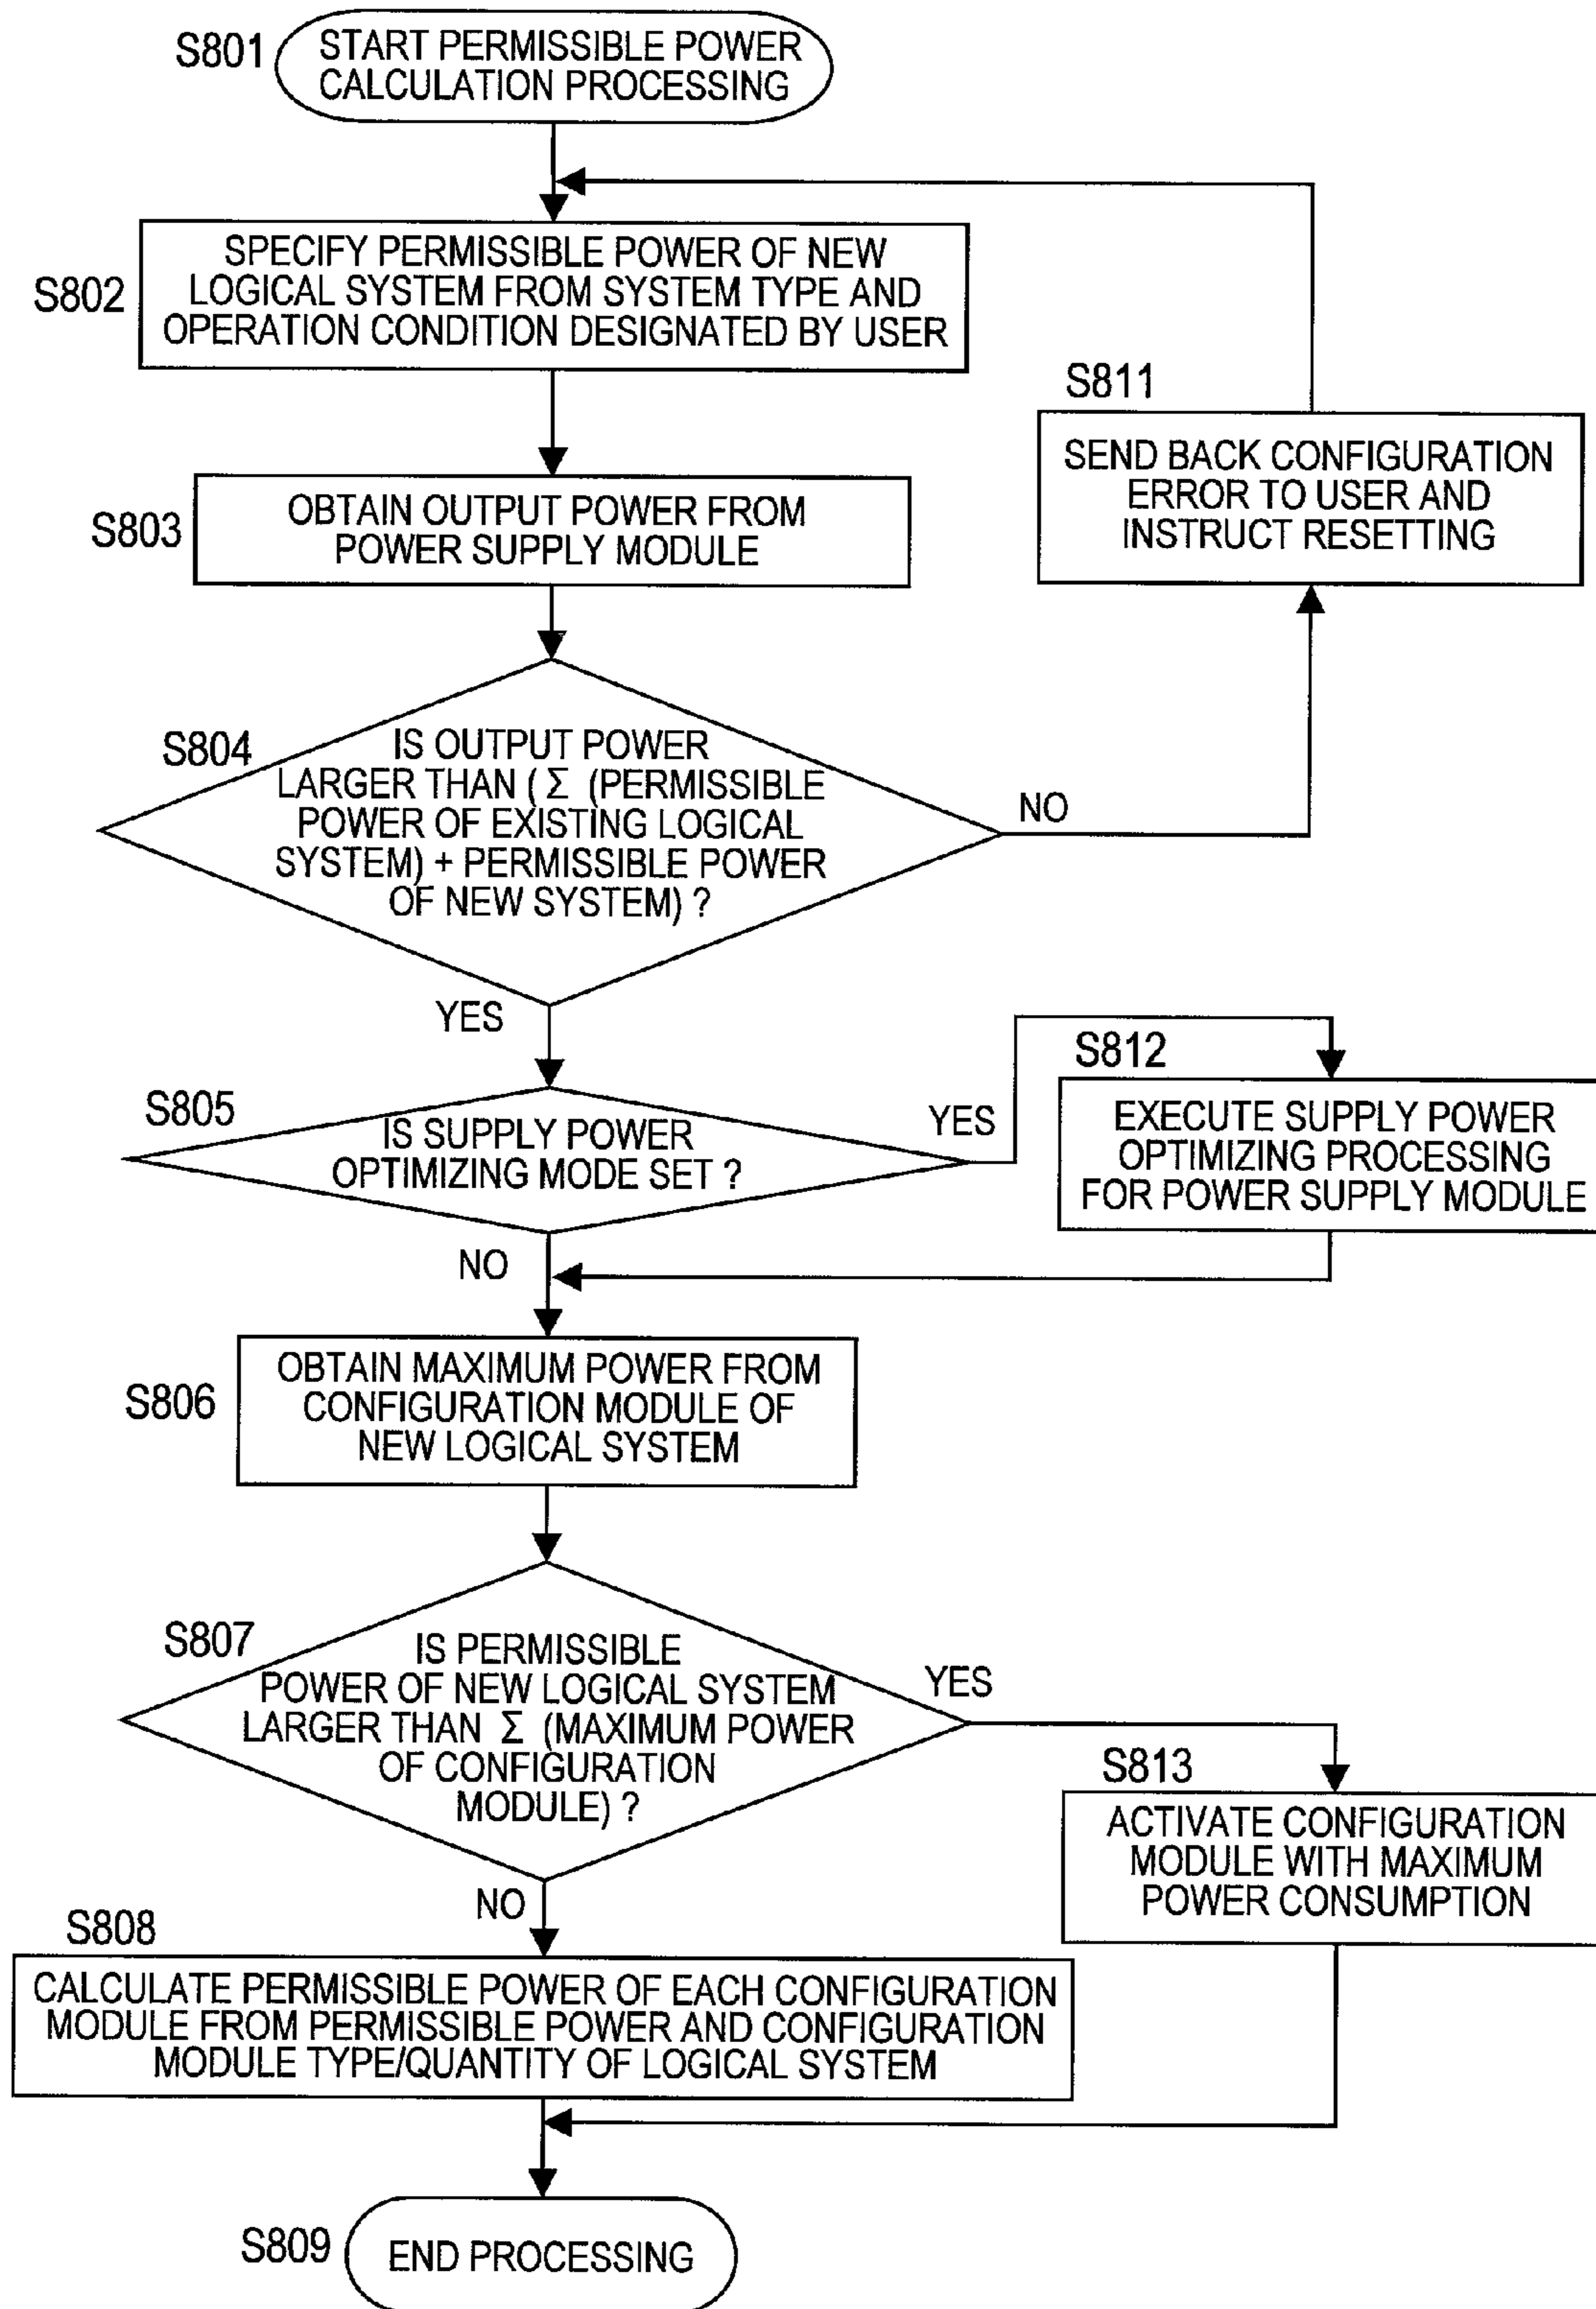 S801
START PERMISSIBLE POWER
CALCULATION PROCESSING
S802
SPECIFY PERMISSIBLE POWER OF NEW
LOGICAL SYSTEM FROM SYSTEM TYPE AND
OPERATION CONDITION DESIGNATED BY USER
S811
SEND BACK CONFIGURATION
ERROR TO USER AND
INSTRUCT RESETTING
S803
OBTAIN OUTPUT POWER FROM
POWER SUPPLY MODULE
S804
IS OUTPUT POWER
LARGER THAN ( Σ (PERMISSIBLE
POWER OF EXISTING LOGICAL
SYSTEM) + PERMISSIBLE POWER
OF NEW SYSTEM) ?
NO
YES
S805
IS SUPPLY POWER
OPTIMIZING MODE SET ?
YES
S812
EXECUTE SUPPLY POWER
OPTIMIZING PROCESSING
FOR POWER SUPPLY MODULE
NO
S806
OBTAIN MAXIMUM POWER FROM
CONFIGURATION MODULE OF
NEW LOGICAL SYSTEM
S807
IS PERMISSIBLE
POWER OF NEW LOGICAL SYSTEM
LARGER THAN Σ (MAXIMUM POWER
OF CONFIGURATION
MODULE) ?
YES
S813
ACTIVATE CONFIGURATION
MODULE WITH MAXIMUM
POWER CONSUMPTION
NO
S808
CALCULATE PERMISSIBLE POWER OF EACH CONFIGURATION
MODULE FROM PERMISSIBLE POWER AND CONFIGURATION
MODULE TYPE/QUANTITY OF LOGICAL SYSTEM
S809
END PROCESSING